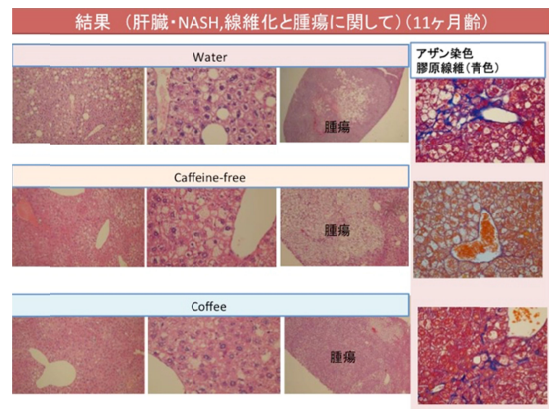 結果 （肝臓・NASH,線維化と腫瘍に関して）（11ヶ月齢）
Water
アザン染色
膠原線維（青色）
腫瘍
Caffeine-free
腫瘍
Coffee
腫瘍